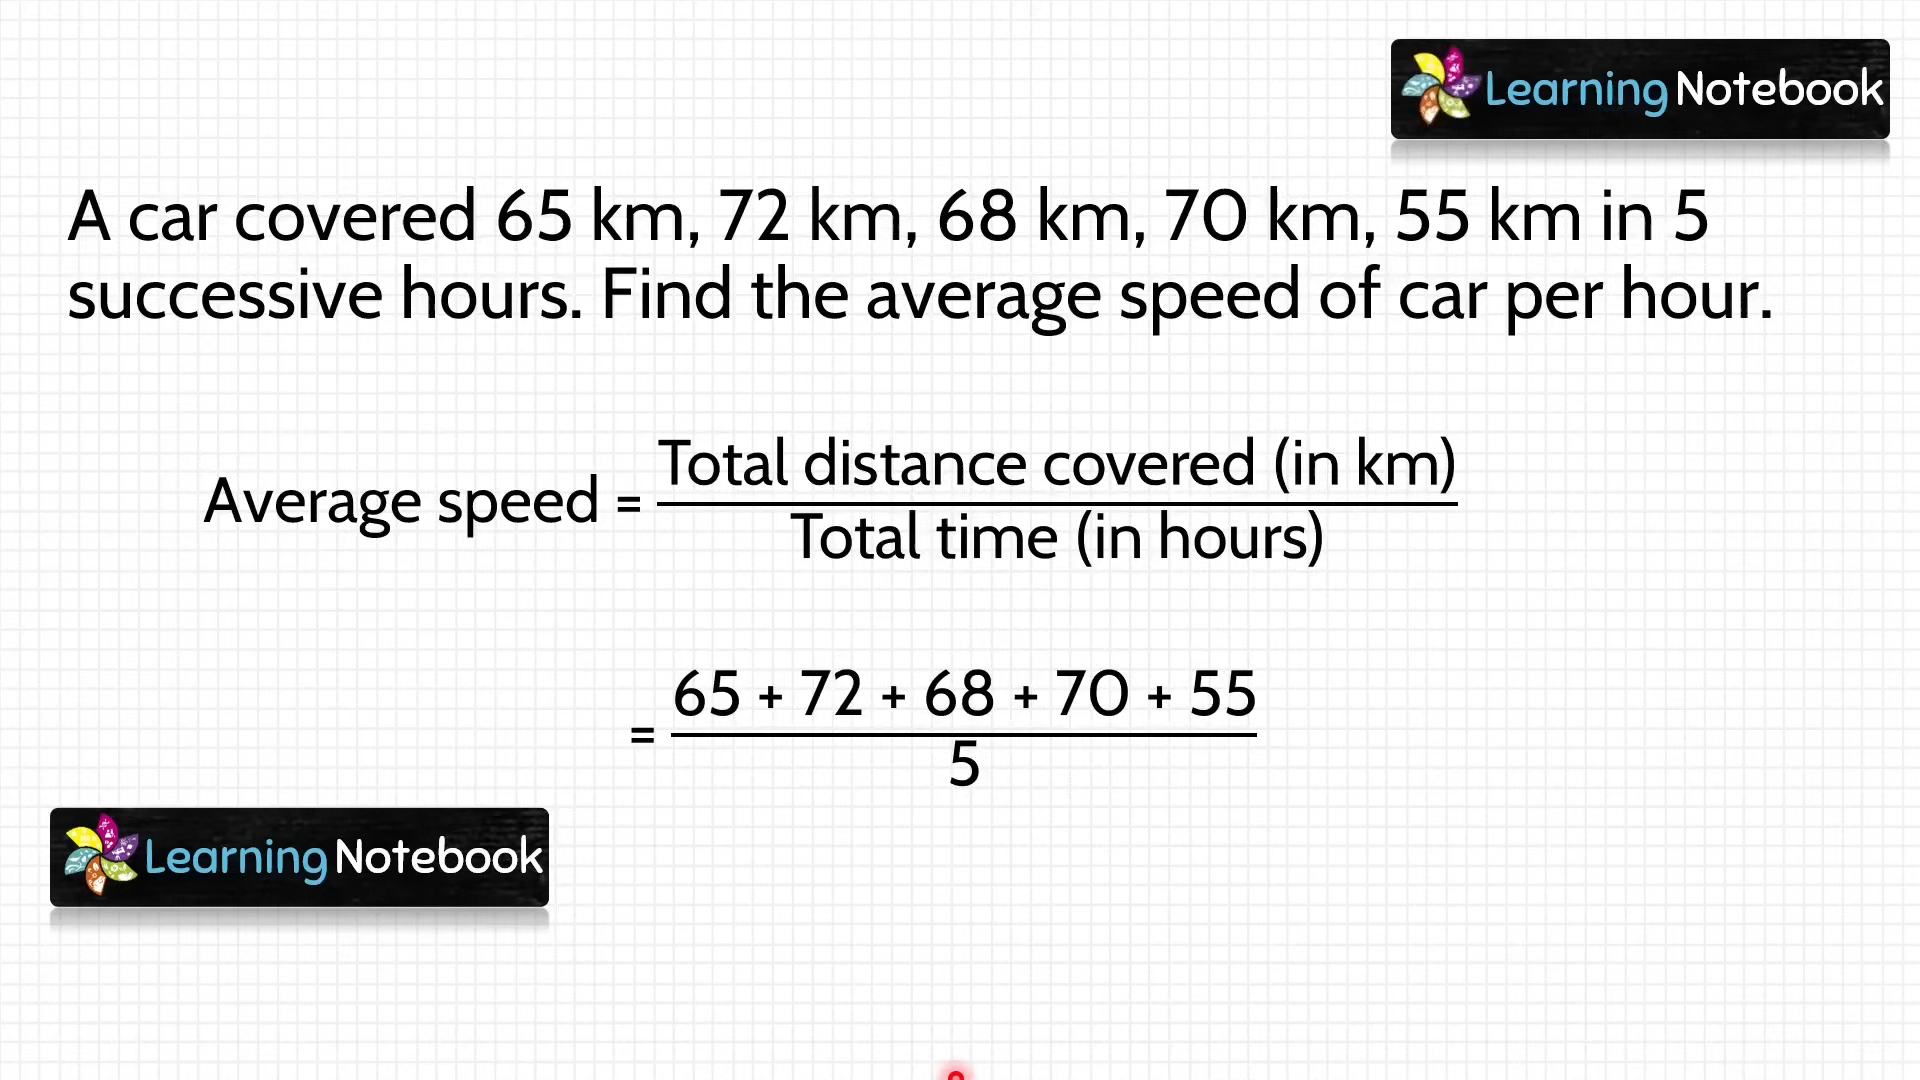 Learning Notebook
A car covered 65 km, 72 km, 68 km, 70 km, 55 km in 5
successive hours. Find the average speed of car per hour.
Average speed = Total distance covered (in km)
Total time (in hours)
= 65 + 72 + 68 + 70 + 55
5
Learning Notebook